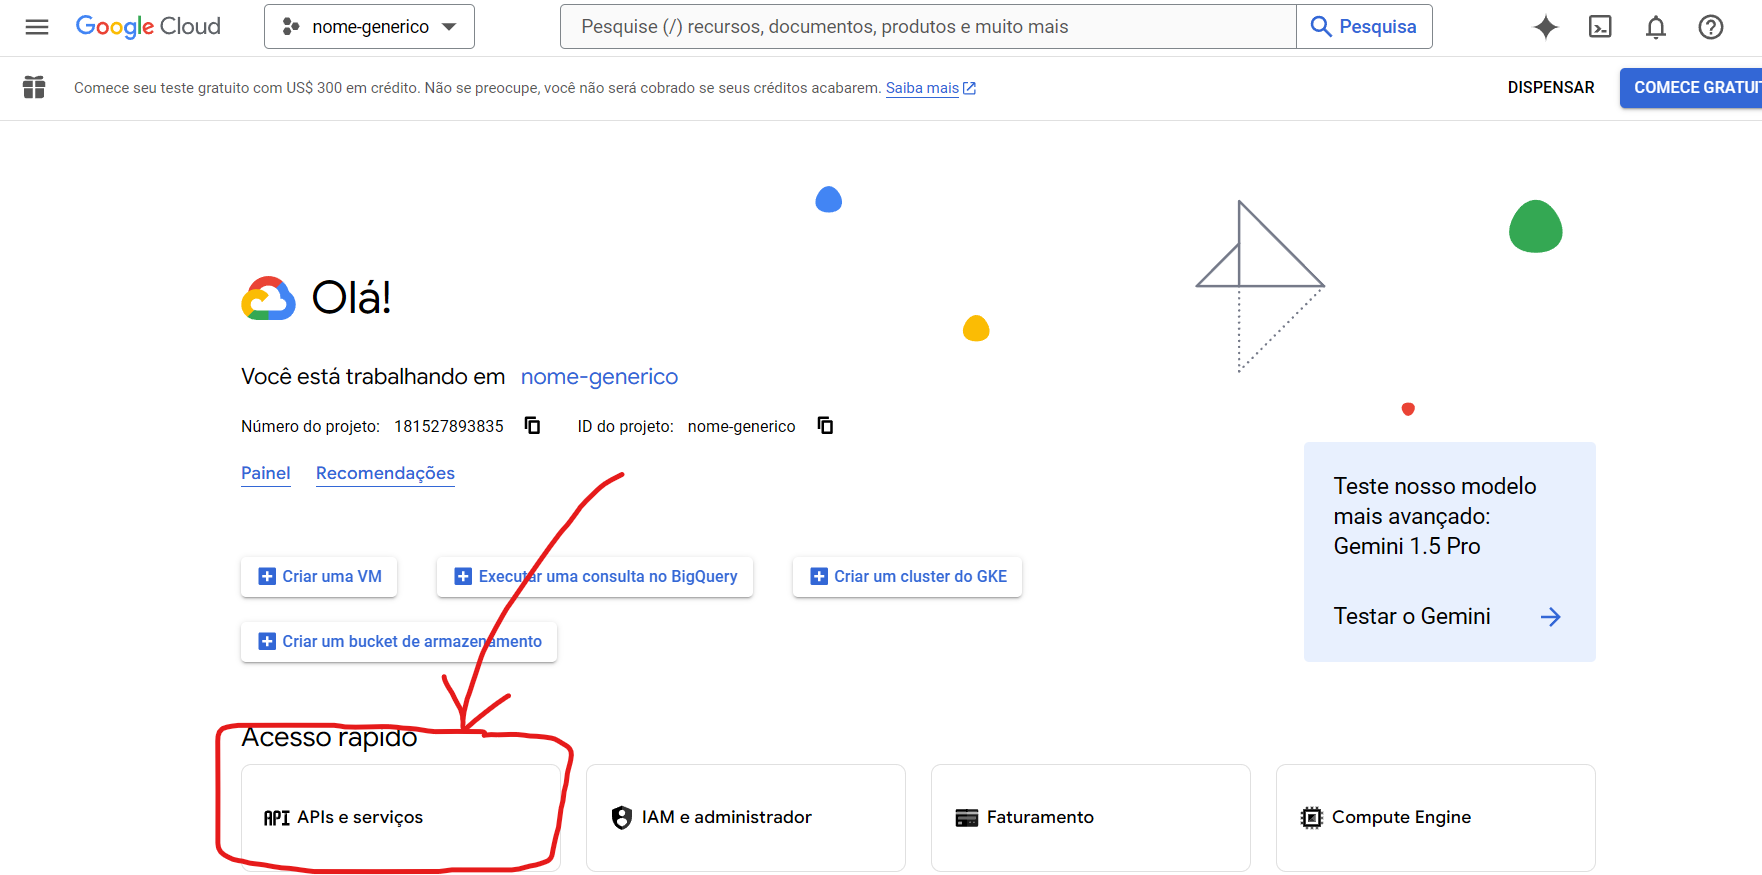 Google Cloud
nome-generico
Pesquise (/) recursos, documentos, produtos e muito mais
Pesquisa
Comece seu teste gratuito com US$ 300 em crédito. Não se preocupe, você não será cobrado se seus créditos acabarem. Saiba mais
DISPENSAR
COMECE GRATUIT
Olá!
Você está trabalhando em nome-generico
Número do projeto: 181527893835 ID do projeto: nome-generico
Painel Recomendações
Teste nosso modelo
mais avançado:
Gemini 1.5 Pro
Testar o Gemini
Criar uma VM
Executar uma consulta no BigQuery
Criar um cluster do GKE
Criar um bucket de armazenamento
Acesso rápido
API APIs e serviços
IAM e administrador
Faturamento
Compute Engine